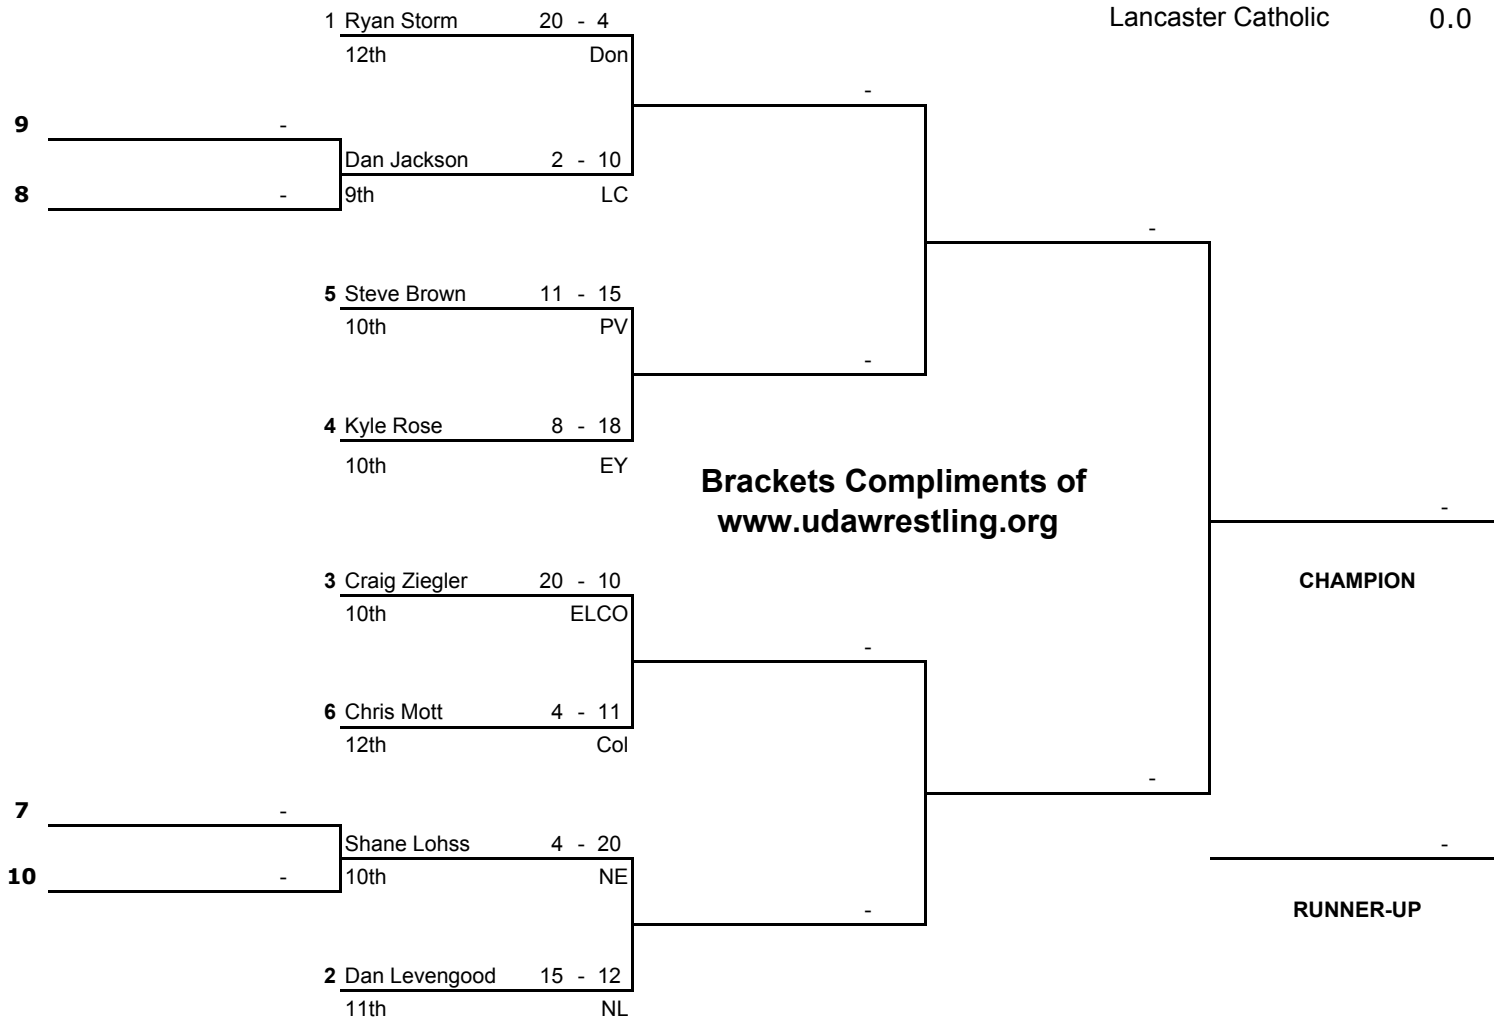 1 Ryan Storm 20 - 4
Lancaster Catholic 0.0
12th Don
-
9 -
Dan Jackson 2 - 10
8 -
9th LC
-
5 Steve Brown 11 - 15
10th PV
-
4 Kyle Rose 8 - 18
10th EY
Brackets Compliments of
www.udawrestling.org
-
3 Craig Ziegler 20 - 10
CHAMPION
10th ELCO
-
6 Chris Mott 4 - 11
12th Col
-
7 -
Shane Lohss 4 - 20
-
10 -
10th NE
RUNNER-UP
-
2 Dan Levengood 15 - 12
11th NL